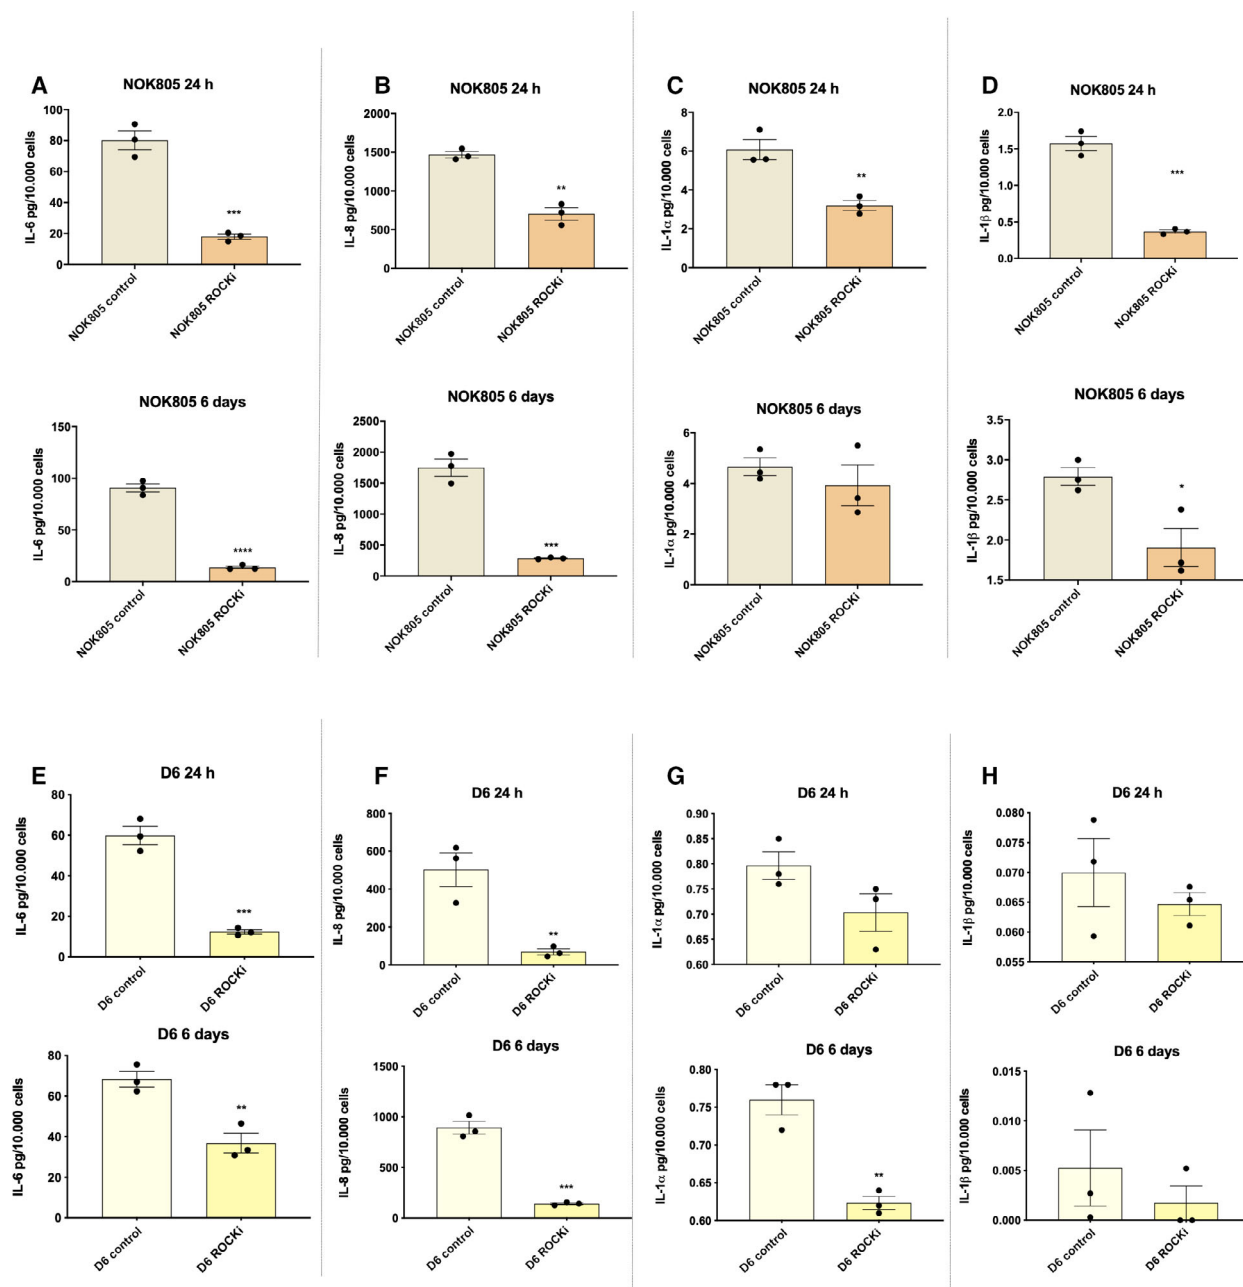 A
NOK805 24 h
IL-6 pg/10.000 cells
100
80
60
40
20
0
***
NOK805 control
NOK805 ROCKi
NOK805 6 days
IL-6 pg/10.000 cells
150
100
50
0
****
NOK805 control
NOK805 ROCKi
B
NOK805 24 h
IL-8 pg/10.000 cells
2000
1500
1000
500
0
**
NOK805 control
NOK805 ROCKi
NOK805 6 days
IL-8 pg/10.000 cells
2500
2000
1500
1000
500
0
***
NOK805 control
NOK805 ROCKi
C
NOK805 24 h
IL-1α pg/10.000 cells
8
6
4
2
0
**
NOK805 control
NOK805 ROCKi
NOK805 6 days
IL-1α pg/10.000 cells
6
4
2
0
NOK805 control
NOK805 ROCKi
D
NOK805 24 h
IL-1β pg/10.000 cells
2.0
1.5
1.0
0.5
0.0
***
NOK805 control
NOK805 ROCKi
NOK805 6 days
IL-1β pg/10.000 cells
3.5
3.0
2.5
2.0
1.5
*
NOK805 control
NOK805 ROCKi
E
D6 24 h
IL-6 pg/10.000 cells
80
60
40
20
0
***
D6 control
D6 ROCKi
D6 6 days
IL-6 pg/10.000 cells
80
60
40
20
0
**
D6 control
D6 ROCKi
F
D6 24 h
IL-8 pg/10.000 cells
800
600
400
200
0
**
D6 control
D6 ROCKi
D6 6 days
IL-8 pg/10.000 cells
1500
1000
500
0
***
D6 control
D6 ROCKi
G
D6 24 h
IL-1α pg/10.000 cells
0.90
0.85
0.80
0.75
0.70
0.65
0.60
D6 control
D6 ROCKi
D6 6 days
IL-1α pg/10.000 cells
0.80
0.75
0.70
0.65
0.60
**
D6 control
D6 ROCKi
H
D6 24 h
IL-1β pg/10.000 cells
0.080
0.075
0.070
0.065
0.060
0.055
D6 control
D6 ROCKi
D6 6 days
IL-1β pg/10.000 cells
0.015
0.010
0.005
0.000
D6 control
D6 ROCKi